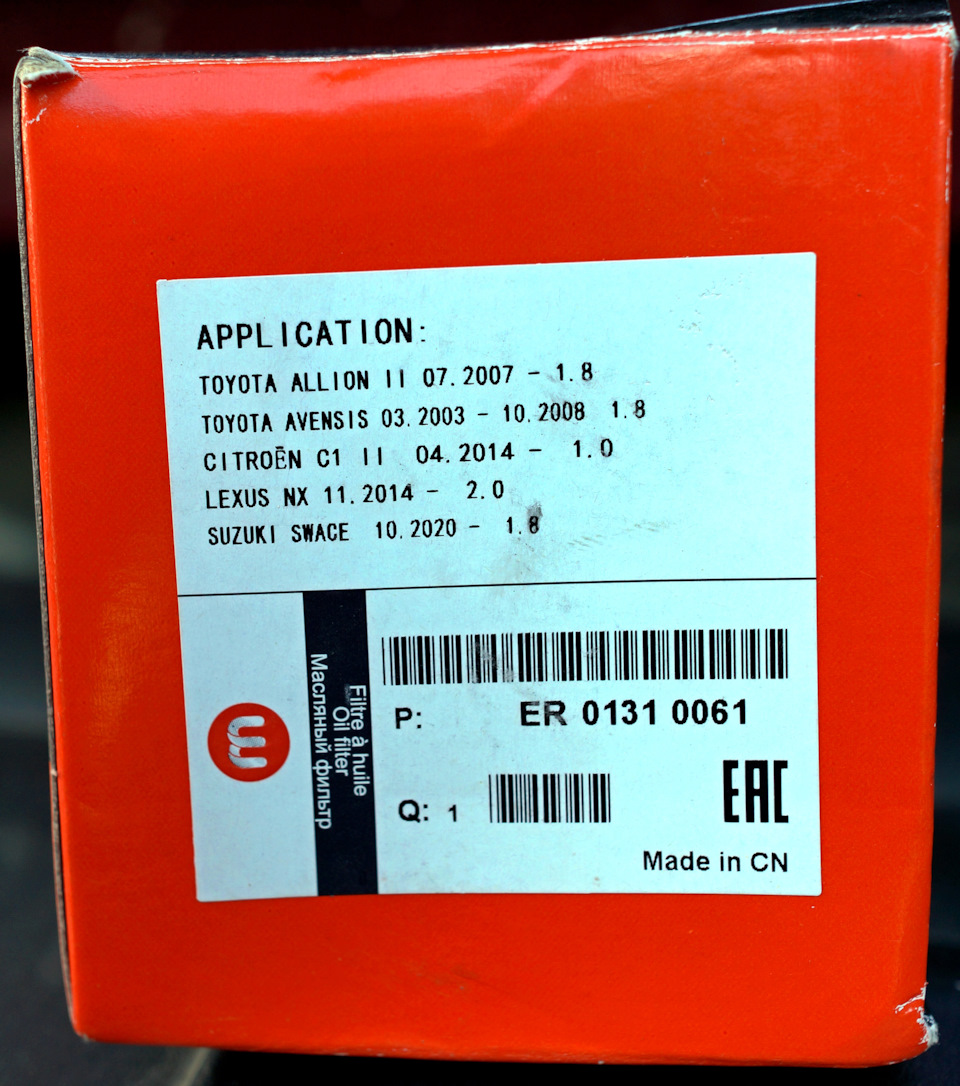 APPLICATION:
TOYOTA ALLION II 07.2007 - 1.8
TOYOTA AVENSIS 03.2003 - 10.2008 1.8
CITROËN C1 II 04.2014 - 1.0
LEXUS NX 11.2014 - 2.0
SUZUKI SWACE 10.2020 - 1.8
Filtre à huile
Oil filter
Масляный фильтр
P: ER 0131 0061
Q: 1
EAC
Made in CN